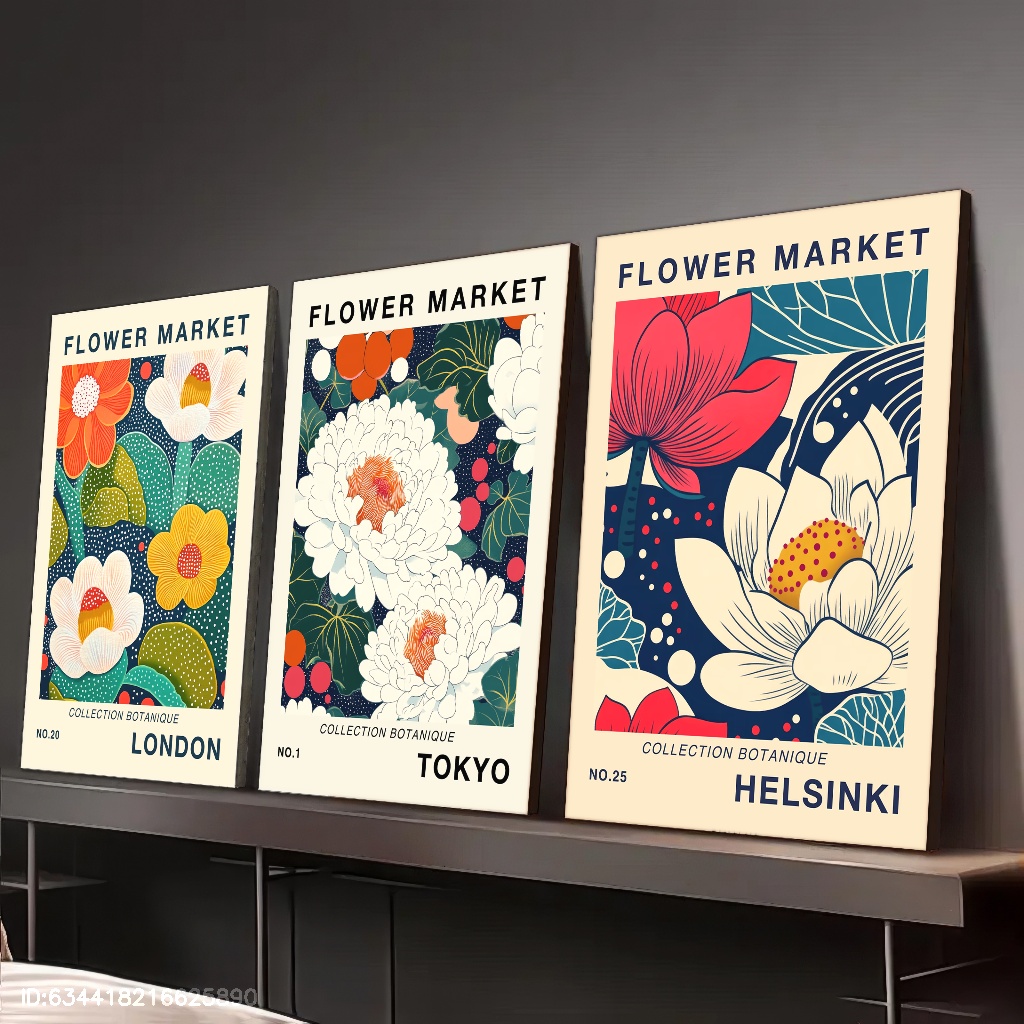 FLOWER MARKET
COLLECTION BOTANIQUE
NO.20
LONDON
FLOWER MARKET
COLLECTION BOTANIQUE
NO.1
TOKYO
FLOWER MARKET
COLLECTION BOTANIQUE
NO.25
HELSINKI